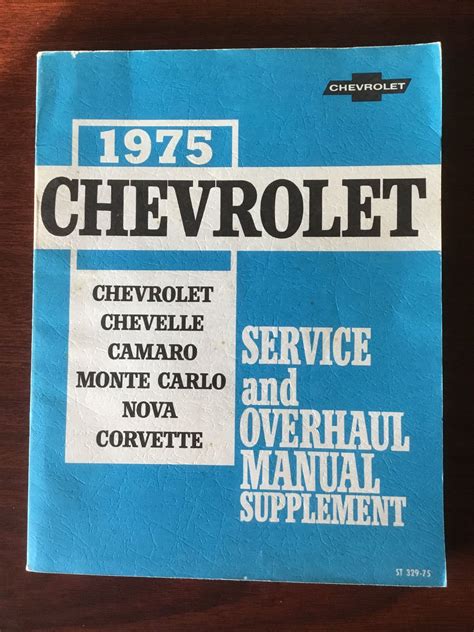 CHEVROLET
1975
CHEVROLET
CHEVROLET
CHEVELLE
CAMARO
MONTE CARLO
NOVA
CORVETTE
SERVICE
and
OVERHAUL
MANUAL
SUPPLEMENT
ST 329-75